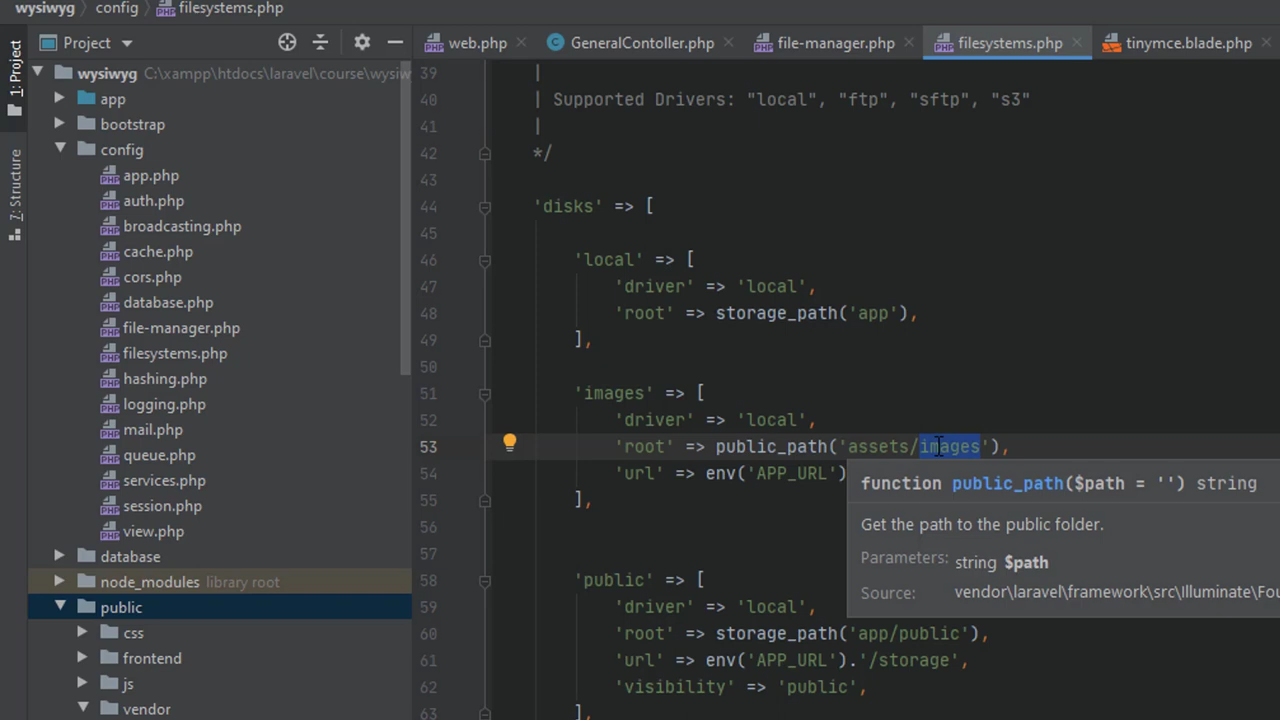 wysiwyg config filesystems.php
Project
web.php
GeneralContoller.php
file-manager.php
filesystems.php
tinymce.blade.php
1: Project
7: Structure
wysiwyg C:\xampp\htdocs\laravel\course\wysiw
app
bootstrap
config
app.php
auth.php
broadcasting.php
cache.php
cors.php
database.php
file-manager.php
filesystems.php
hashing.php
logging.php
mail.php
queue.php
services.php
session.php
view.php
database
node_modules library root
public
css
frontend
js
vendor
39 |
40 | Supported Drivers: "local", "ftp", "sftp", "s3"
41 |
42 */
43
44 'disks' => [
45
46 'local' => [
47 'driver' => 'local',
48 'root' => storage_path('app'),
49 ],
50
51 'images' => [
52 'driver' => 'local',
53 'root' => public_path('assets/images'),
54 'url' => env('APP_URL')
55 ],
56
57
58 'public' => [
59 'driver' => 'local',
60 'root' => storage_path('app/public'),
61 'url' => env('APP_URL').'/storage',
62 'visibility' => 'public',
63 ],
function public_path($path = '') string
Get the path to the public folder.
Parameters: string $path
Source: vendor\laravel\framework\src\Illuminate\Fou